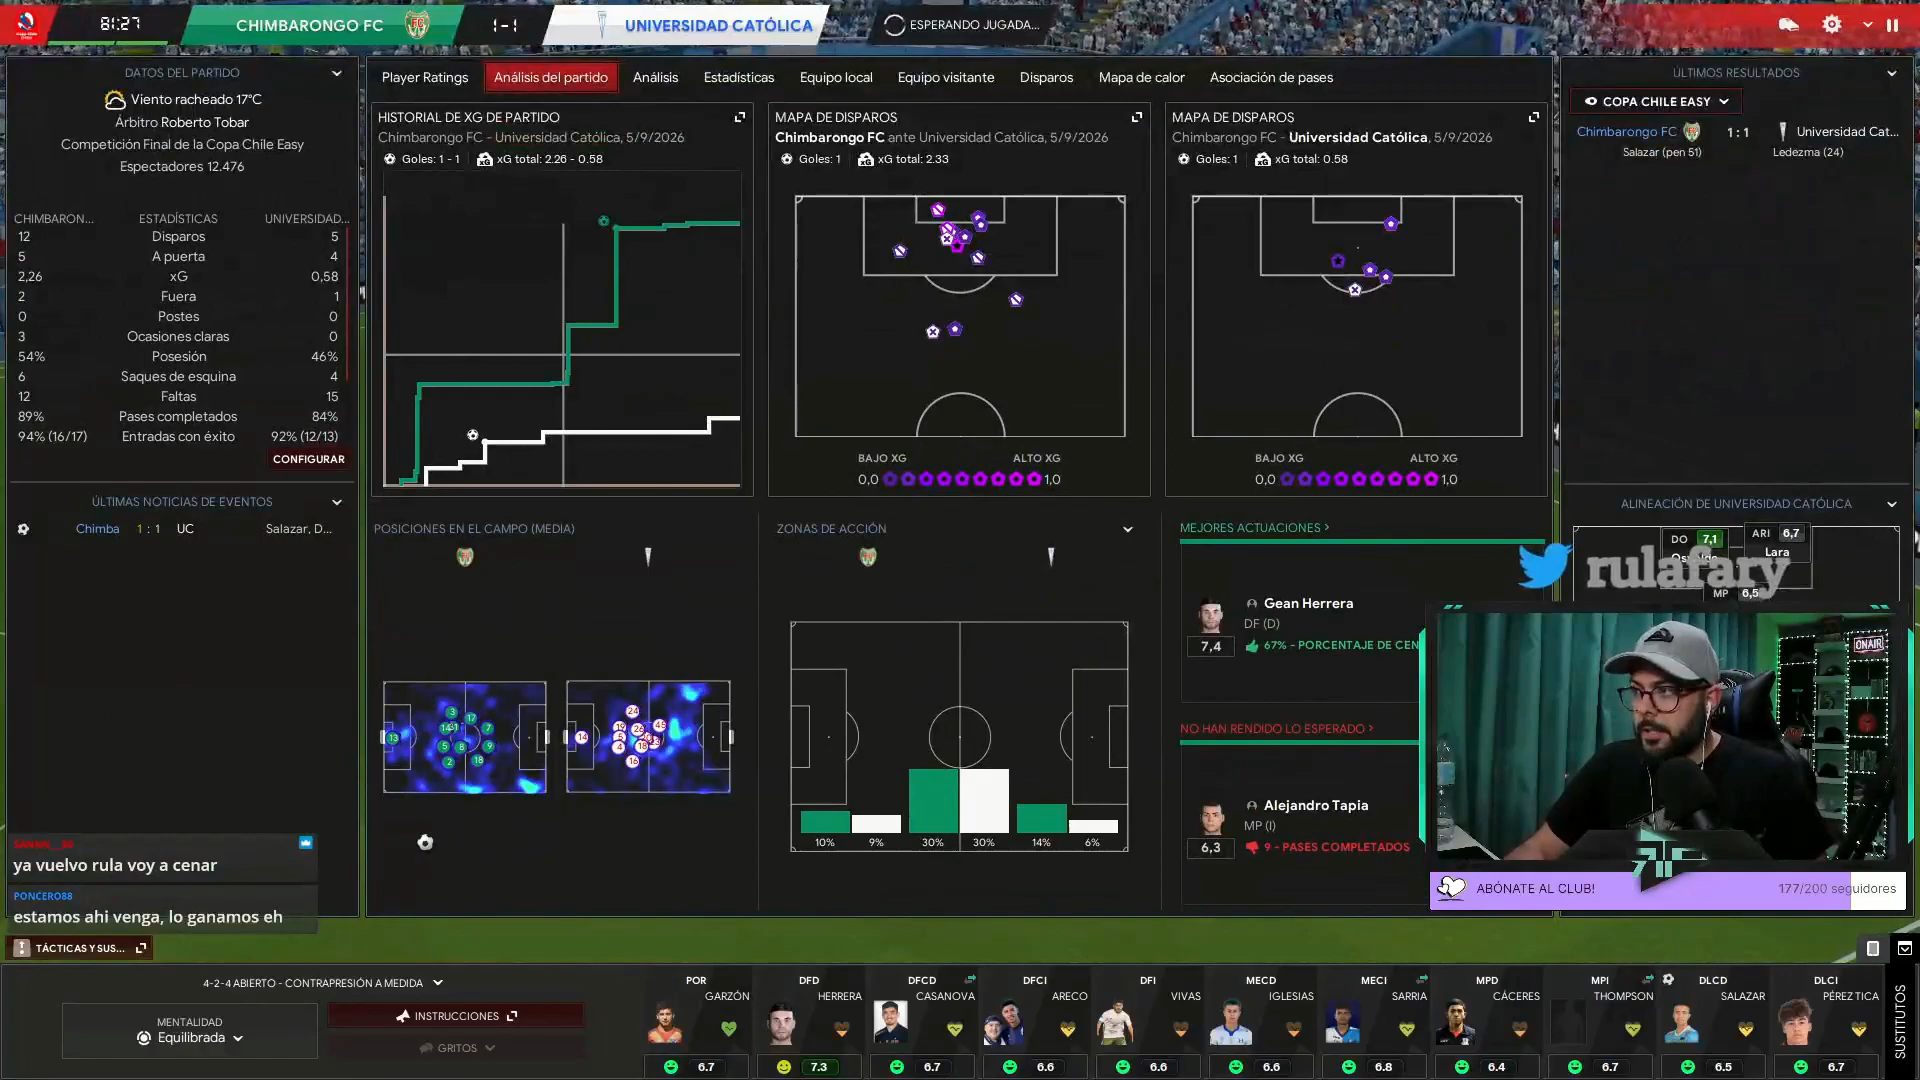 81:27
CHIMBARONGO FC
1-1
UNIVERSIDAD CATÓLICA
ESPERANDO JUGADA...
DATOS DEL PARTIDO
Viento racheado 17°C
Árbitro Roberto Tobar
Competición Final de la Copa Chile Easy
Espectadores 12.476
CHIMBARON... ESTADÍSTICAS UNIVERSIDAD...
12 Disparos 5
5 A puerta 4
2,26 xG 0,58
2 Fuera 1
0 Postes 0
3 Ocasiones claras 0
54% Posesión 46%
6 Saques de esquina 4
12 Faltas 15
89% Pases completados 84%
94% (16/17) Entradas con éxito 92% (12/13)
CONFIGURAR
ÚLTIMAS NOTICIAS DE EVENTOS
Chimba 1 : 1 UC Salazar, D...
Player Ratings
Análisis del partido
Análisis
Estadísticas
Equipo local
Equipo visitante
Disparos
Mapa de calor
Asociación de pases
HISTORIAL DE XG DE PARTIDO
Chimbarongo FC - Universidad Católica, 5/9/2026
Goles: 1 - 1 xG total: 2.26 - 0.58
MAPA DE DISPAROS
Chimbarongo FC ante Universidad Católica, 5/9/2026
Goles: 1 xG total: 2.33
BAJO XG ALTO XG
0,0 1,0
MAPA DE DISPAROS
Chimbarongo FC - Universidad Católica, 5/9/2026
Goles: 1 xG total: 0.58
BAJO XG ALTO XG
0,0 1,0
POSICIONES EN EL CAMPO (MEDIA)
ZONAS DE ACCIÓN
10% 9% 30% 30% 14% 6%
MEJORES ACTUACIONES >
Gean Herrera
DF (D)
7,4
67% - PORCENTAJE DE CEN
NO HAN RENDIDO LO ESPERADO >
Alejandro Tapia
MP (I)
6,3
9 - PASES COMPLETADOS
ÚLTIMOS RESULTADOS
COPA CHILE EASY
Chimbarongo FC 1 : 1 Universidad Cat...
Salazar (pen 51) Ledezma (24)
ALINEACIÓN DE UNIVERSIDAD CATÓLICA
DO 7,1
ARI 6,7
Lara
MP 6,5
rulafary
ON AIR
ABÓNATE AL CLUB! 177/200 seguidores
ya vuelvo rula voy a cenar
PONCERO88
estamos ahi venga, lo ganamos eh
TÁCTICAS Y SUS...
4-2-4 ABIERTO - CONTRAPRESIÓN A MEDIDA
MENTALIDAD
Equilibrada
INSTRUCCIONES
GRITOS
POR GARZÓN 6.7
DFD HERRERA 7.3
DFCD CASANOVA 6.7
DFCI ARECO 6.6
DFI VIVAS 6.6
MECD IGLESIAS 6.6
MECI SARRIA 6.8
MPD CÁCERES 6.4
MPI THOMPSON 6.7
DLCD SALAZAR 6.5
DLCI PÉREZ TICA 6.7
SUSTITUTOS